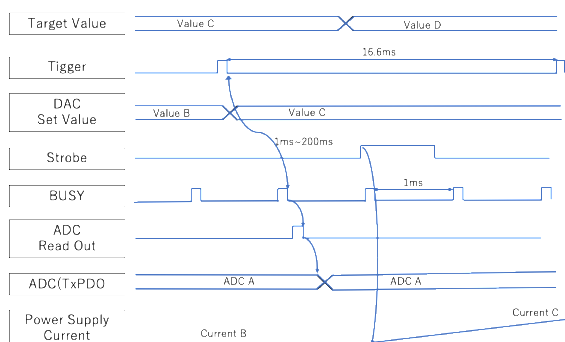 Target Value
Value C
Value D
16.6ms
Tigger
DAC
Set Value
Value B
Value C
1ms~200ms
Strobe
BUSY
1ms
ADC
Read Out
ADC(TxPDO
ADC A
ADC A
Power Supply
Current
Current B
Current C